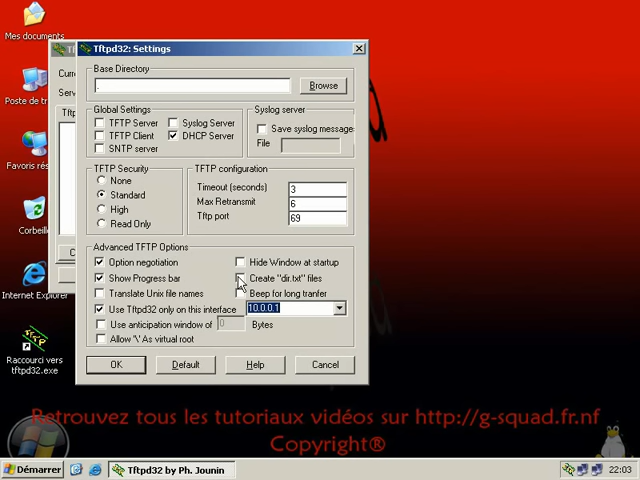 Mes documents
Tftpd32: Settings
Base Directory
.
Browse
Global Settings
TFTP Server
Syslog Server
TFTP Client
DHCP Server
SNTP server
Syslog server
Save syslog message
File
TFTP Security
None
Standard
High
Read Only
TFTP configuration
Timeout (seconds)
3
Max Retransmit
6
Tftp port
69
Advanced TFTP Options
Option negotiation
Hide Window at startup
Show Progress bar
Create "dir.txt" files
Translate Unix file names
Beep for long tranfer
Use Tftpd32 only on this interface
10.0.0.1
Use anticipation window of
0
Bytes
Allow '\' As virtual root
OK
Default
Help
Cancel
Poste de tr
Favoris rés
Corbeille
Internet Explorer
Raccourci vers
tftpd32.exe
Curre
Serve
Tftp
Retrouvez tous les tutoriaux vidéos sur http://g-squad.fr.nf
Copyright®
Démarrer
Tftpd32 by Ph. Jounin
22:03